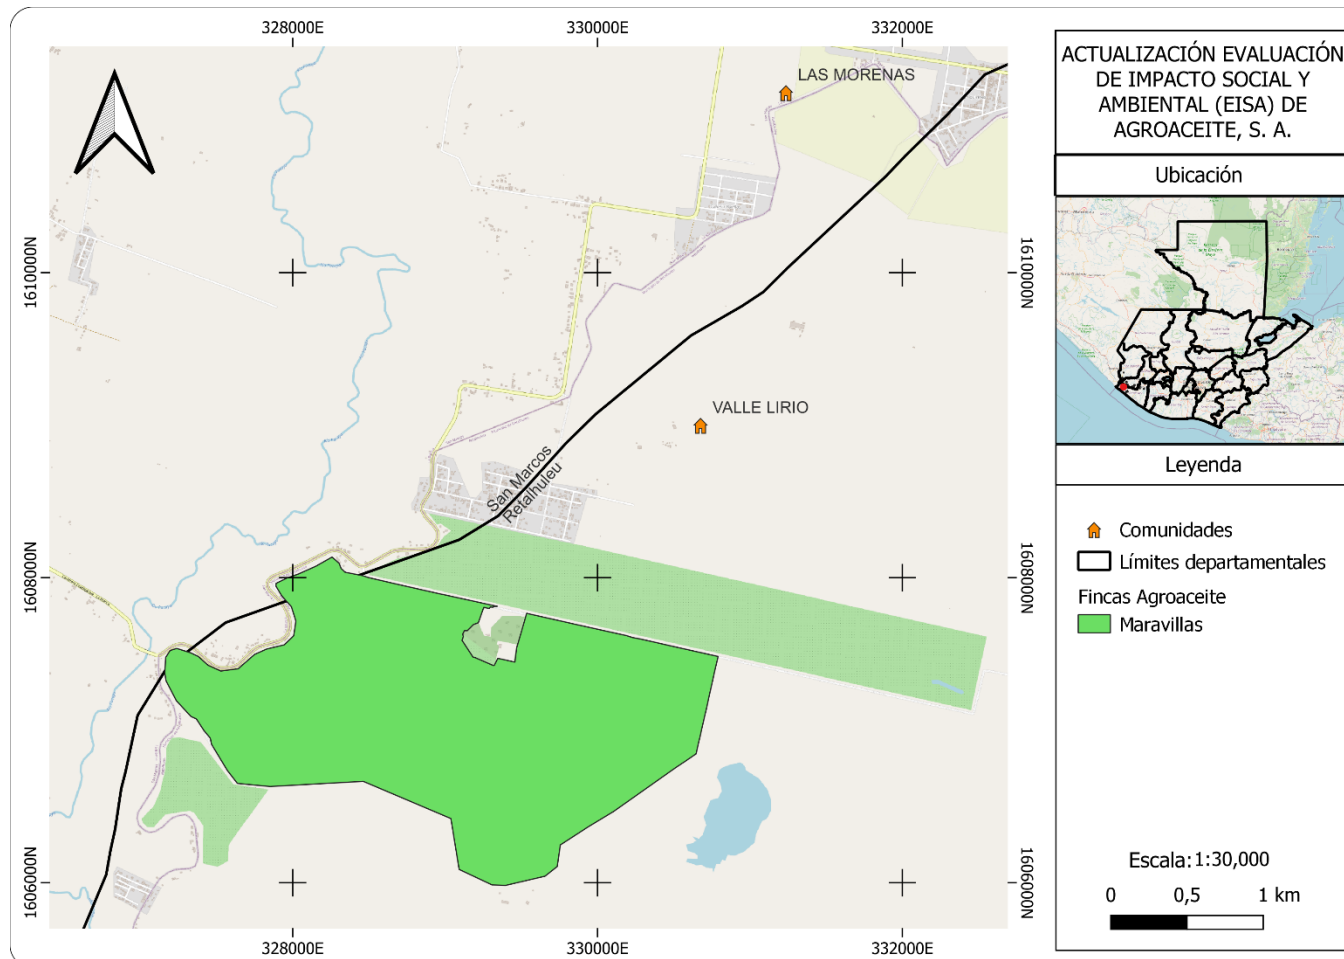 328000E
330000E
332000E
LAS MORENAS
1610000N
1610000N
VALLE LIRIO
San Marcos
Retalhuleu
1608000N
1608000N
1606000N
1606000N
328000E
330000E
332000E
ACTUALIZACIÓN EVALUACIÓN
DE IMPACTO SOCIAL Y
AMBIENTAL (EISA) DE
AGROACEITE, S. A.
Ubicación
Leyenda
Comunidades
Límites departamentales
Fincas Agroaceite
Maravillas
Escala: 1:30,000
0 0,5 1 km